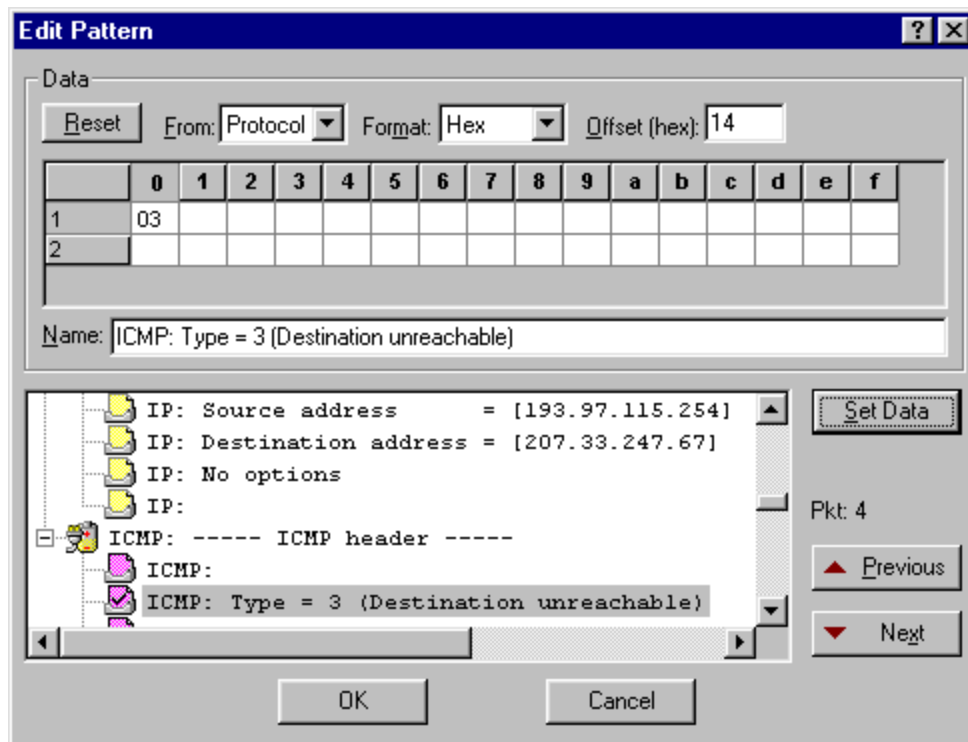 Edit Pattern
Data
Reset From: Protocol Format: Hex Offset (hex): 14
0 1 2 3 4 5 6 7 8 9 a b c d e f
1 03
2
Name: ICMP: Type = 3 (Destination unreachable)
IP: Source address = [193.97.115.254]
IP: Destination address = [207.33.247.67]
IP: No options
IP:
ICMP: ----- ICMP header -----
ICMP:
ICMP: Type = 3 (Destination unreachable)
Set Data
Pkt: 4
Previous
Next
OK Cancel